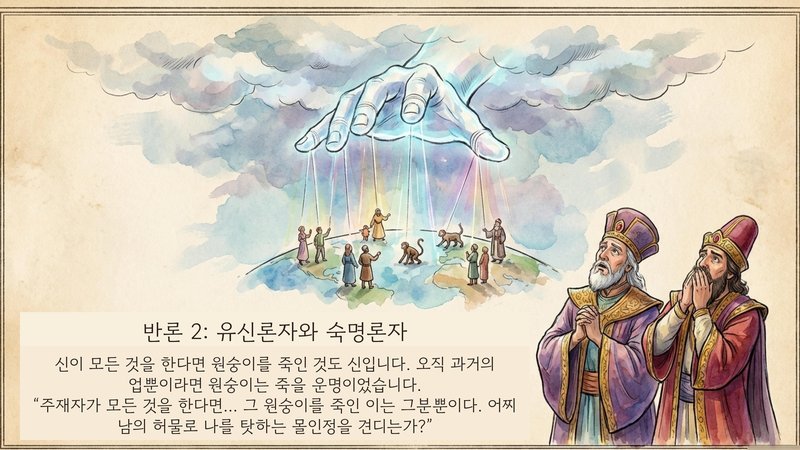 반론 2: 유신론자와 숙명론자
신이 모든 것을 한다면 원숭이를 죽인 것도 신입니다. 오직 과거의
업뿐이라면 원숭이는 죽을 운명이었습니다.
“주재자가 모든 것을 한다면... 그 원숭이를 죽인 이는 그분뿐이다. 어찌
남의 허물로 나를 탓하는 몰인정을 견디는가?”